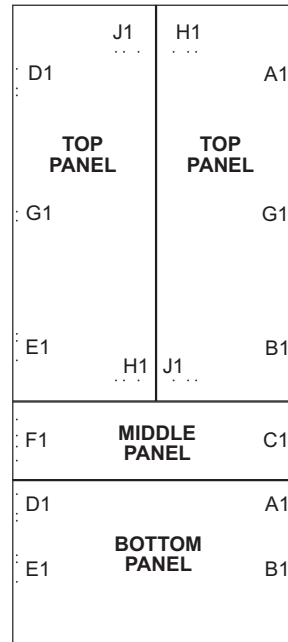 J1 H1
D1 A1
TOP TOP
PANEL PANEL
G1 G1
E1 B1
H1 J1
F1 MIDDLE C1
PANEL
D1 A1
BOTTOM
E1 PANEL B1